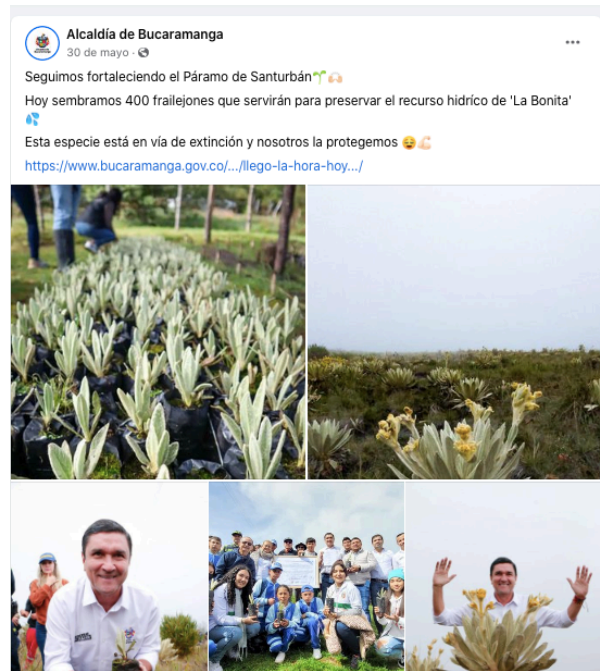 Alcaldía de Bucaramanga
30 de mayo ·
Seguimos fortaleciendo el Páramo de Santurbán🌱🙌🏻
Hoy sembramos 400 frailejones que servirán para preservar el recurso hidríco de 'La Bonita'
💦
Esta especie está en vía de extinción y nosotros la protegemos 😌💪🏻
https://www.bucaramanga.gov.co/.../llego-la-hora-hoy.../